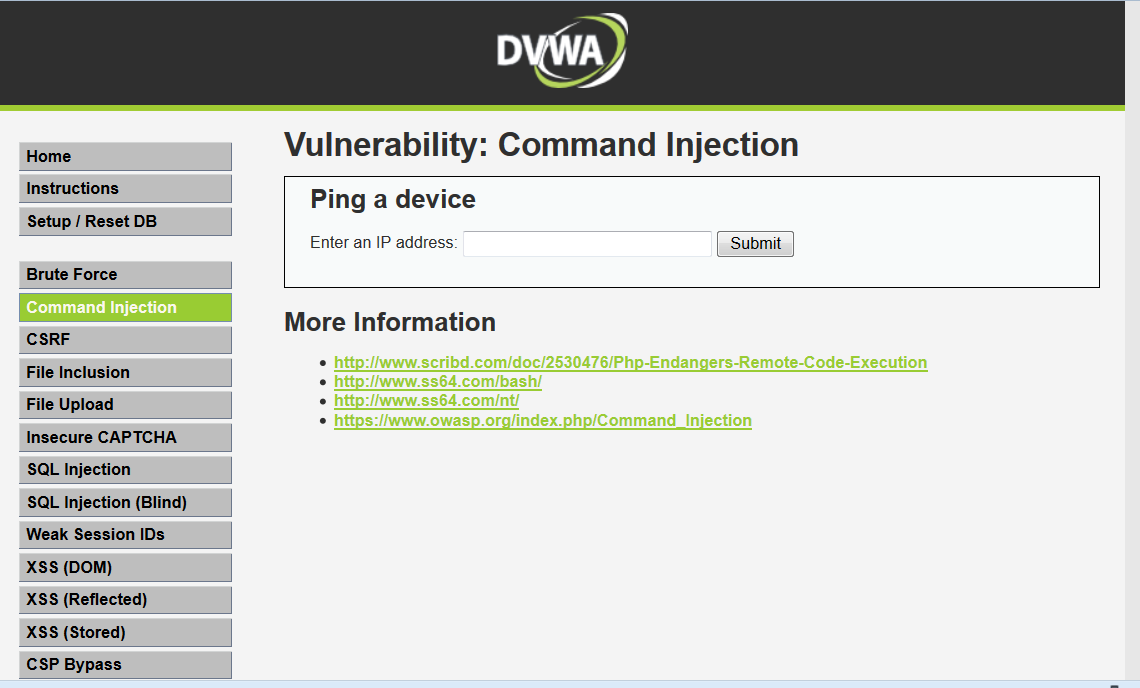 DVWA
Home
Instructions
Setup / Reset DB
Brute Force
Command Injection
CSRF
File Inclusion
File Upload
Insecure CAPTCHA
SQL Injection
SQL Injection (Blind)
Weak Session IDs
XSS (DOM)
XSS (Reflected)
XSS (Stored)
CSP Bypass
Vulnerability: Command Injection
Ping a device
Enter an IP address: Submit
More Information
http://www.scribd.com/doc/2530476/Php-Endangers-Remote-Code-Execution
http://www.ss64.com/bash/
http://www.ss64.com/nt/
https://www.owasp.org/index.php/Command_Injection